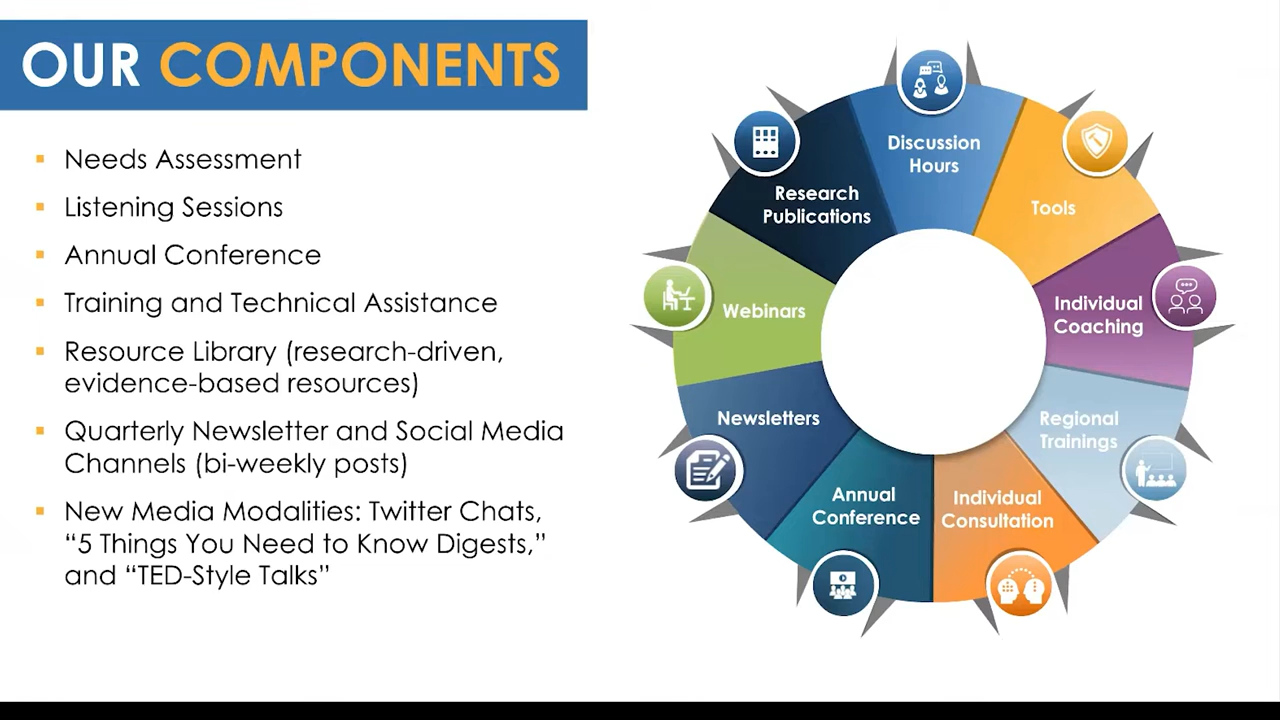 OUR COMPONENTS
Needs Assessment
Listening Sessions
Annual Conference
Training and Technical Assistance
Resource Library (research-driven,
evidence-based resources)
Quarterly Newsletter and Social Media
Channels (bi-weekly posts)
New Media Modalities: Twitter Chats,
“5 Things You Need to Know Digests,”
and “TED-Style Talks”
Discussion
Hours
Tools
Individual
Coaching
Regional
Trainings
Individual
Consultation
Annual
Conference
Newsletters
Webinars
Research
Publications